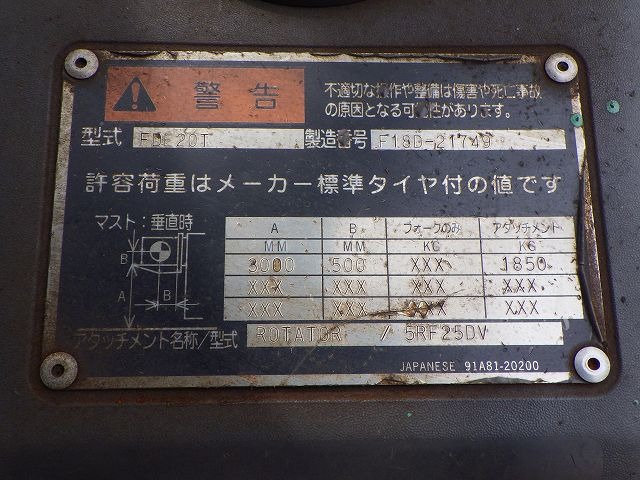 警告
不適切な操作や整備は傷害や死亡事故
の原因となる可能性があります。
型式 FDE20T 製造番号 F18D-21749
許容荷重はメーカー標準タイヤ付の値です
マスト:垂直時
A B フォークのみ アタッチメント
MM MM KG KG
3000 500 XXX 1850
XXX XXX XXX XXX
XXX XXX XXX XXX
B
A B
アタッチメント名称/型式 ROTATOR / 5RF25DV
JAPANESE 91A81-20200